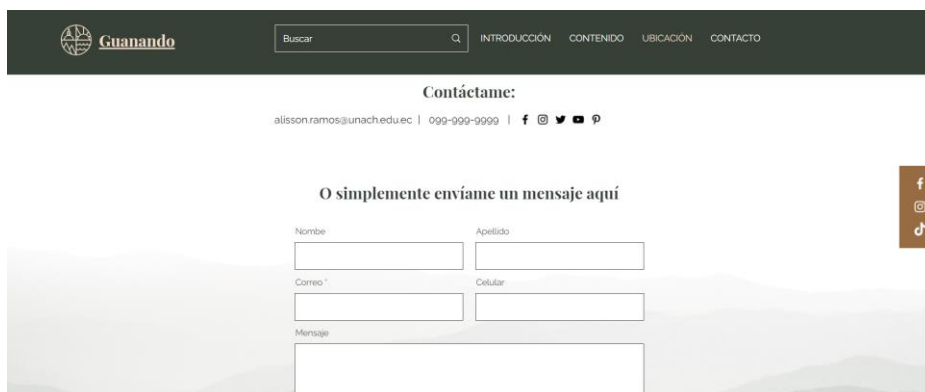 Guanando
Buscar
INTRODUCCIÓN CONTENIDO UBICACIÓN CONTACTO
Contáctame:
alisson.ramos@unach.edu.ec | 099-999-9999 |
O simplemente envíame un mensaje aquí
Nombre Apellido
Correo * Celular
Mensaje